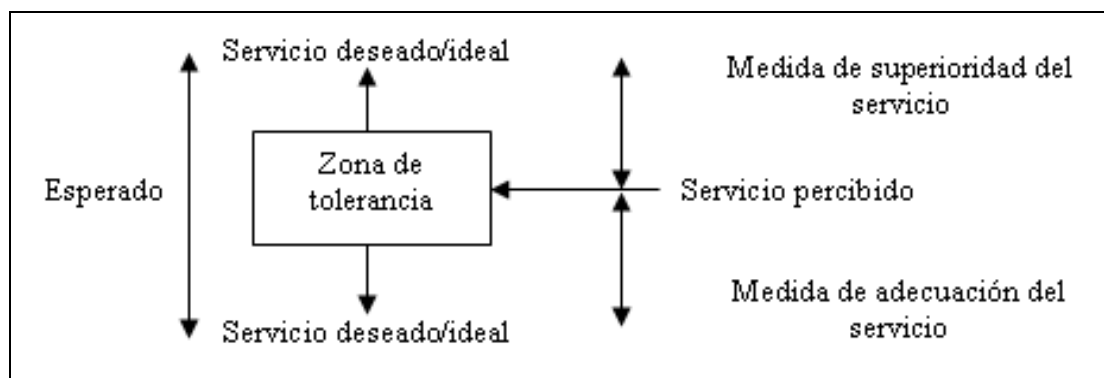 Servicio deseado/ideal
Medida de superioridad del
servicio
Zona de
tolerancia
Esperado
Servicio percibido
Medida de adecuación del
servicio
Servicio deseado/ideal